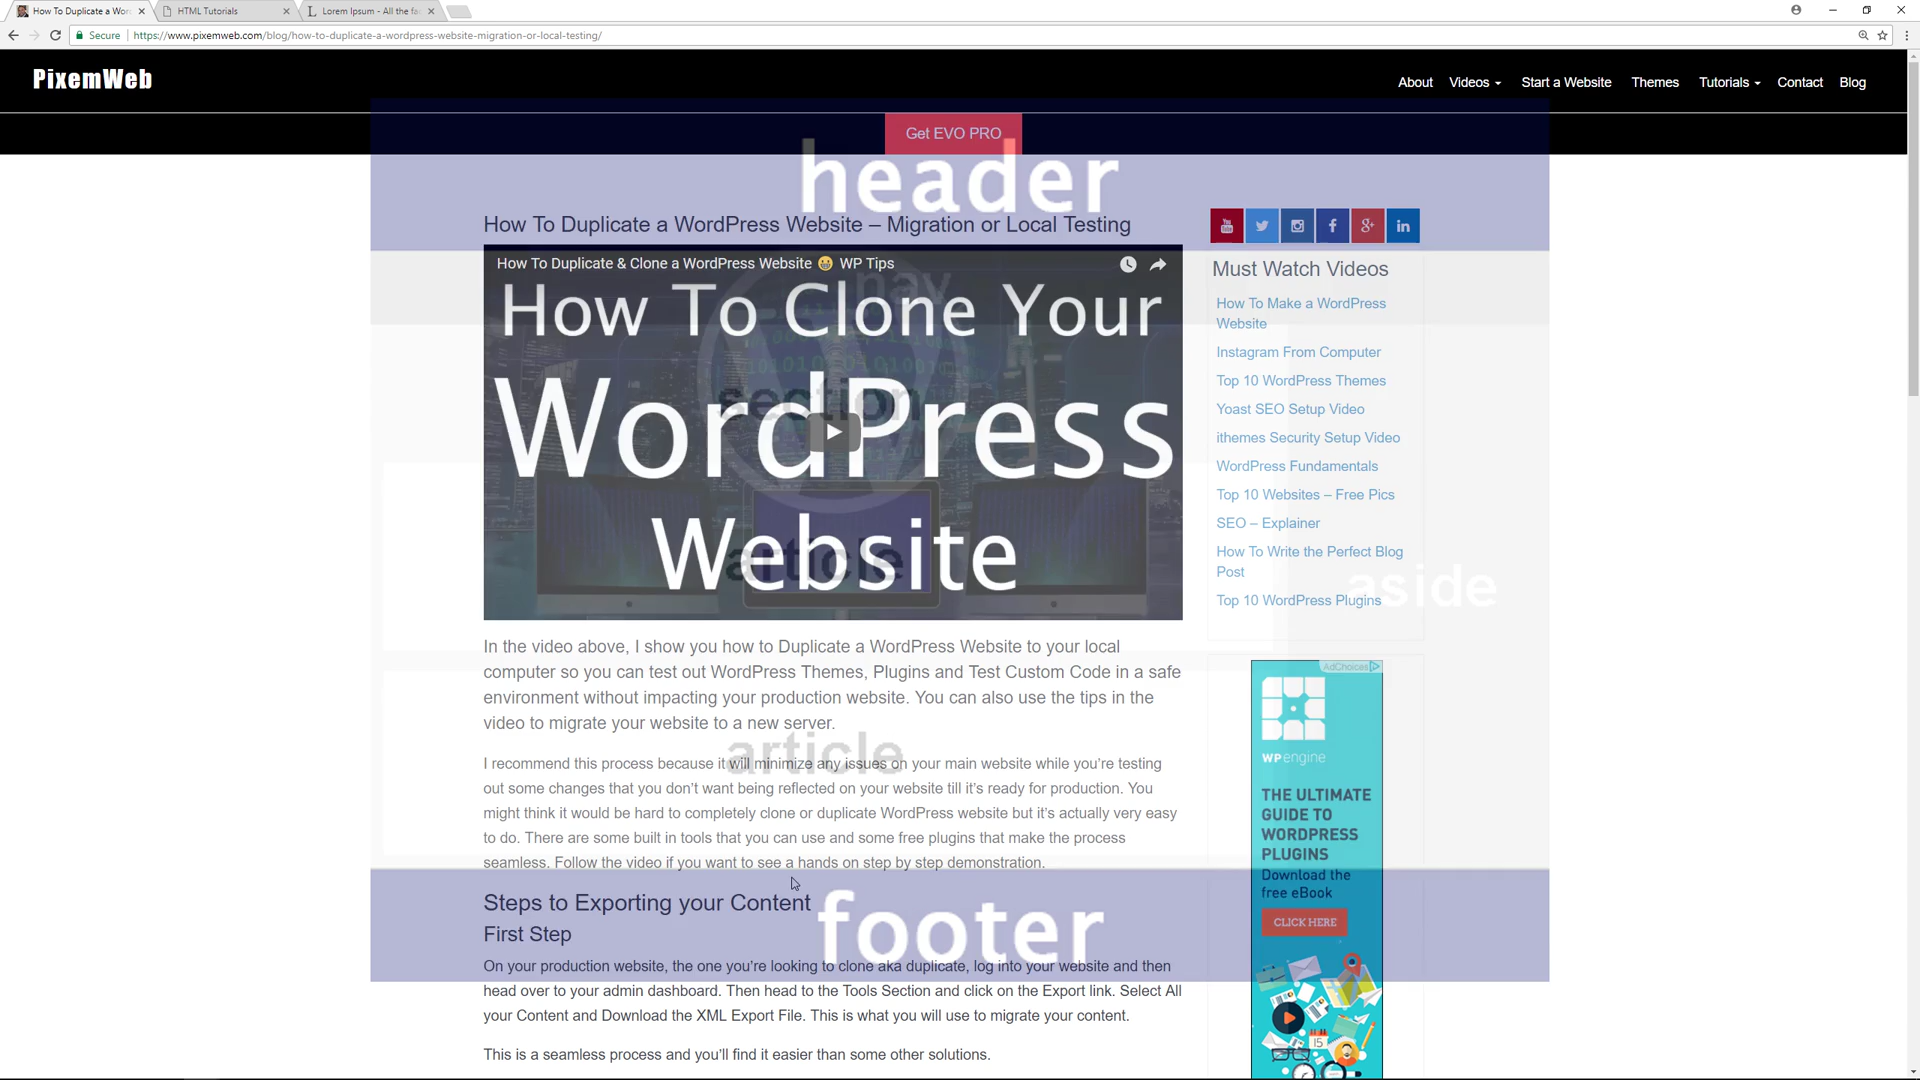 How To Duplicate a Wor
HTML Tutorials
Lorem Ipsum - All the fa
Secure
https://www.pixemweb.com/blog/how-to-duplicate-a-wordpress-website-migration-or-local-testing/
PixemWeb
About
Videos
Start a Website
Themes
Tutorials
Contact
Blog
Get EVO PRO
header
How To Duplicate a WordPress Website – Migration or Local Testing
You Tube
How To Duplicate & Clone a WordPress Website 😀 WP Tips
nav
How To Clone Your
section
WordPress
article
Website
In the video above, I show you how to Duplicate a WordPress Website to your local
computer so you can test out WordPress Themes, Plugins and Test Custom Code in a safe
environment without impacting your production website. You can also use the tips in the
video to migrate your website to a new server.
article
I recommend this process because it will minimize any issues on your main website while you’re testing
out some changes that you don’t want being reflected on your website till it’s ready for production. You
might think it would be hard to completely clone or duplicate WordPress website but it’s actually very easy
to do. There are some built in tools that you can use and some free plugins that make the process
seamless. Follow the video if you want to see a hands on step by step demonstration.
Steps to Exporting your Content
footer
First Step
On your production website, the one you’re looking to clone aka duplicate, log into your website and then
head over to your admin dashboard. Then head to the Tools Section and click on the Export link. Select All
your Content and Download the XML Export File. This is what you will use to migrate your content.
This is a seamless process and you’ll find it easier than some other solutions.
Must Watch Videos
How To Make a WordPress
Website
Instagram From Computer
Top 10 WordPress Themes
Yoast SEO Setup Video
ithemes Security Setup Video
WordPress Fundamentals
Top 10 Websites – Free Pics
SEO – Explainer
How To Write the Perfect Blog
Post
aside
Top 10 WordPress Plugins
AdChoices
WP engine
THE ULTIMATE
GUIDE TO
WORDPRESS
PLUGINS
Download the
free eBook
CLICK HERE
15